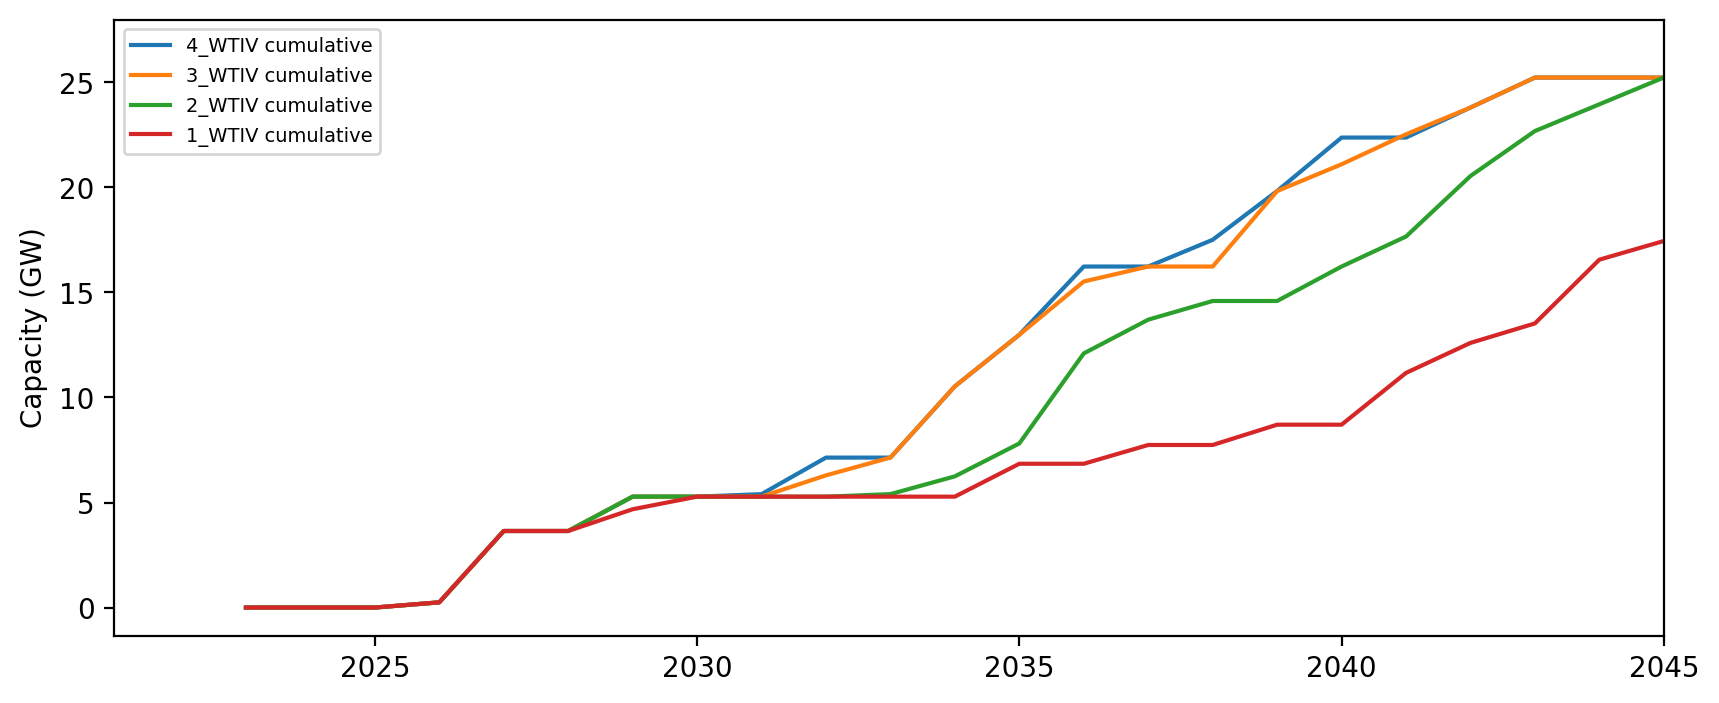 4_WTIV cumulative
3_WTIV cumulative
2_WTIV cumulative
1_WTIV cumulative
Capacity (GW)
25
20
15
10
5
0
2025 2030 2035 2040 2045